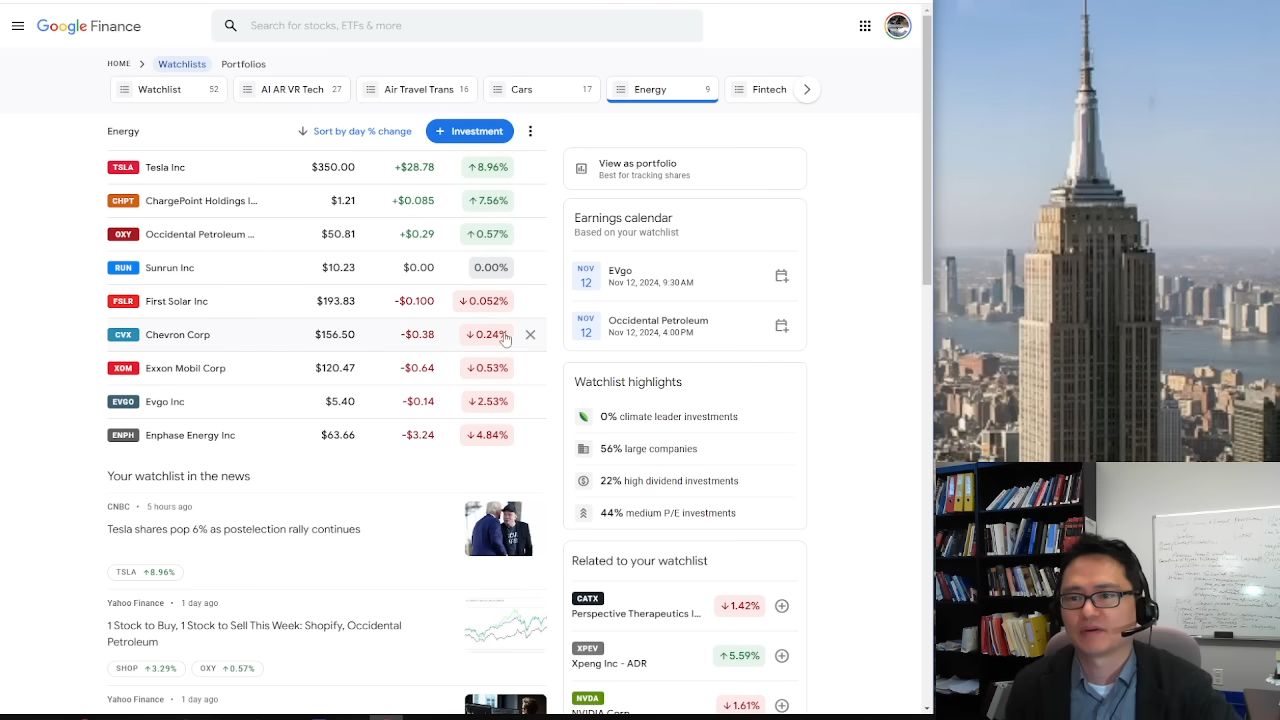 Google Finance
Search for stocks, ETFs & more
HOME
Watchlists
Portfolios
Watchlist 52
AI AR VR Tech 27
Air Travel Trans 16
Cars 17
Energy 9
Fintech
Energy
Sort by day % change
+ Investment
TSLA Tesla Inc $350.00 +$28.78 ↑8.96%
CHPT ChargePoint Holdings I... $1.21 +$0.085 ↑7.56%
OXY Occidental Petroleum ... $50.81 +$0.29 ↑0.57%
RUN Sunrun Inc $10.23 $0.00 0.00%
FSLR First Solar Inc $193.83 -$0.100 ↓0.052%
CVX Chevron Corp $156.50 -$0.38 ↓0.24%
XOM Exxon Mobil Corp $120.47 -$0.64 ↓0.53%
EVGO Evgo Inc $5.40 -$0.14 ↓2.53%
ENPH Enphase Energy Inc $63.66 -$3.24 ↓4.84%
Your watchlist in the news
CNBC • 5 hours ago
Tesla shares pop 6% as postelection rally continues
TSLA ↑8.96%
Yahoo Finance • 1 day ago
1 Stock to Buy, 1 Stock to Sell This Week: Shopify, Occidental
Petroleum
SHOP ↑3.29% OXY ↑0.57%
Yahoo Finance • 1 day ago
View as portfolio
Best for tracking shares
Earnings calendar
Based on your watchlist
NOV
12
EVgo
Nov 12, 2024, 9:30 AM
NOV
12
Occidental Petroleum
Nov 12, 2024, 4:00 PM
Watchlist highlights
0% climate leader investments
56% large companies
22% high dividend investments
44% medium P/E investments
Related to your watchlist
CATX
Perspective Therapeutics I... ↓1.42%
XPEV
Xpeng Inc - ADR ↑5.59%
NVDA
NVIDIA Corp ↓1.61%